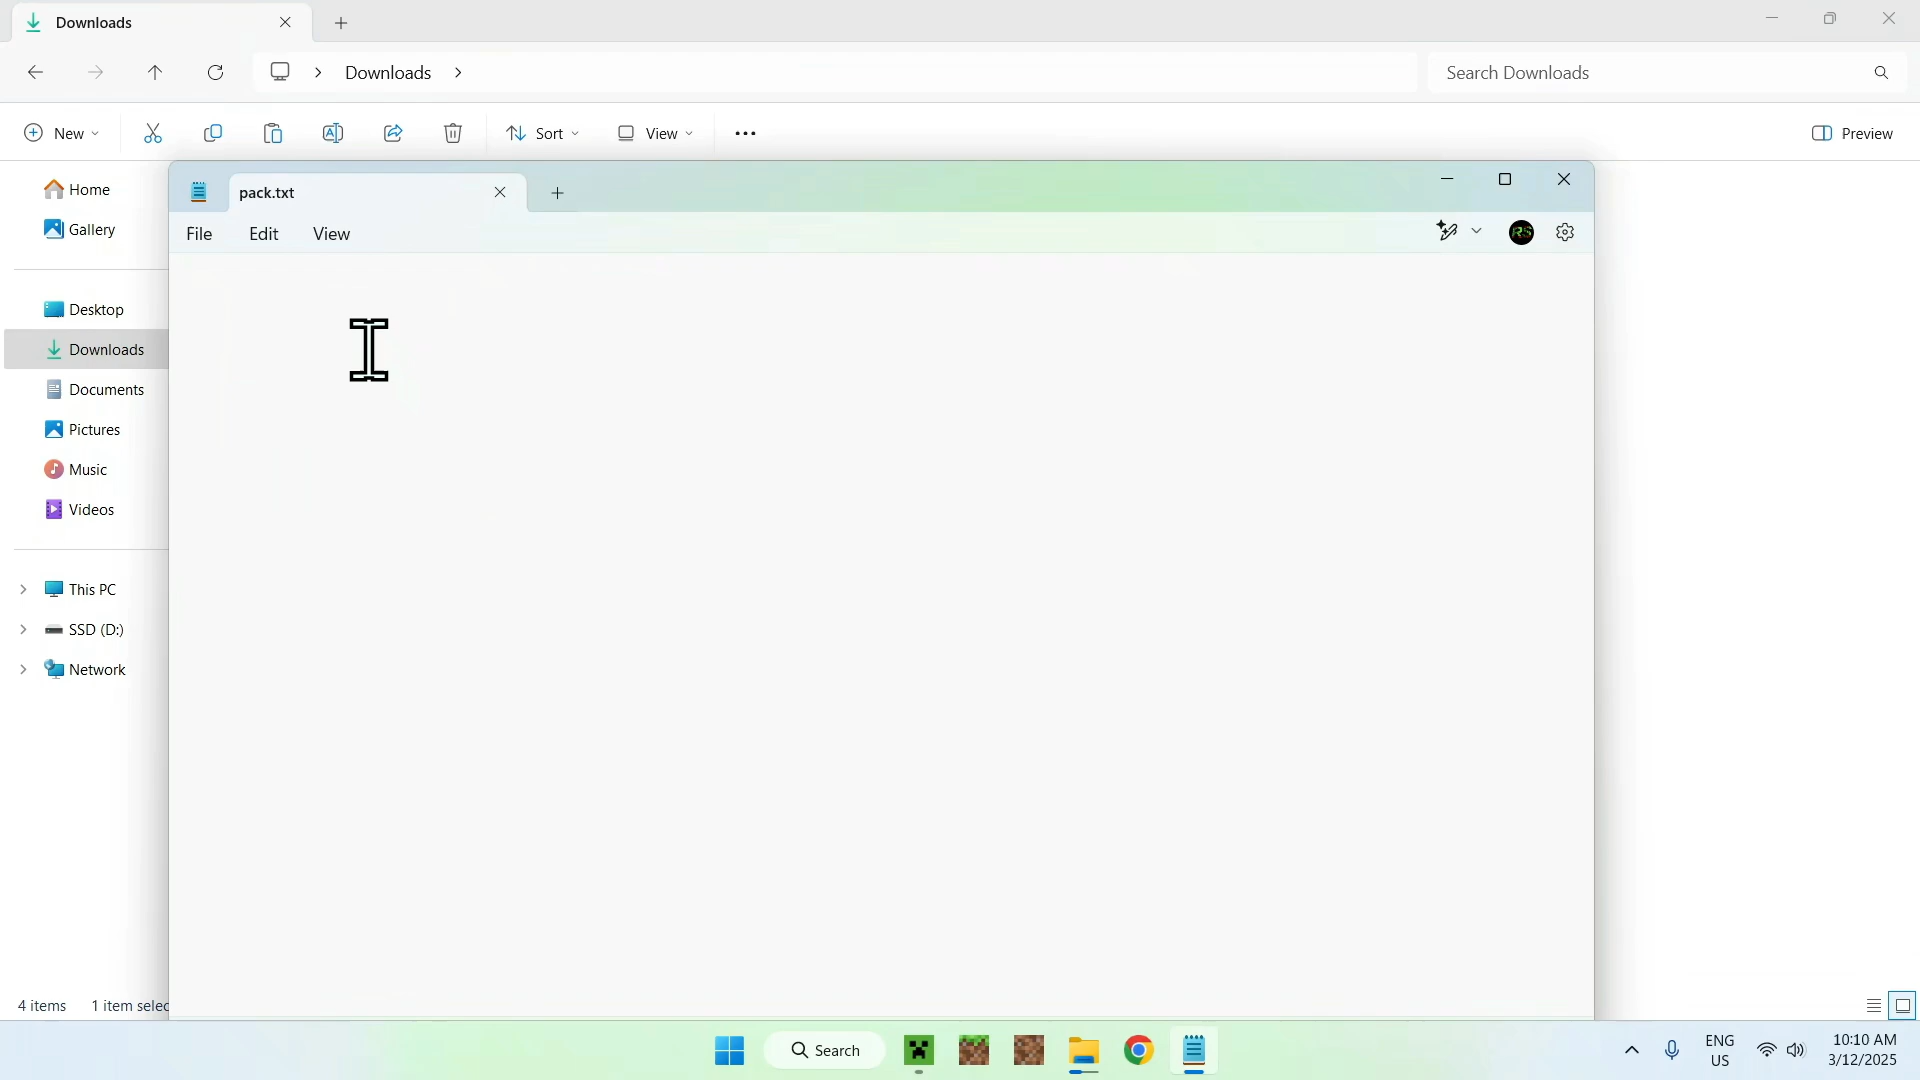 Downloads
Downloads
Search Downloads
New
Sort
View
Preview
Home
Gallery
Desktop
Downloads
Documents
Pictures
Music
Videos
This PC
SSD (D:)
Network
4 items 1 item selec
pack.txt
File Edit View
RS
Search
ENG
US
10:10 AM
3/12/2025